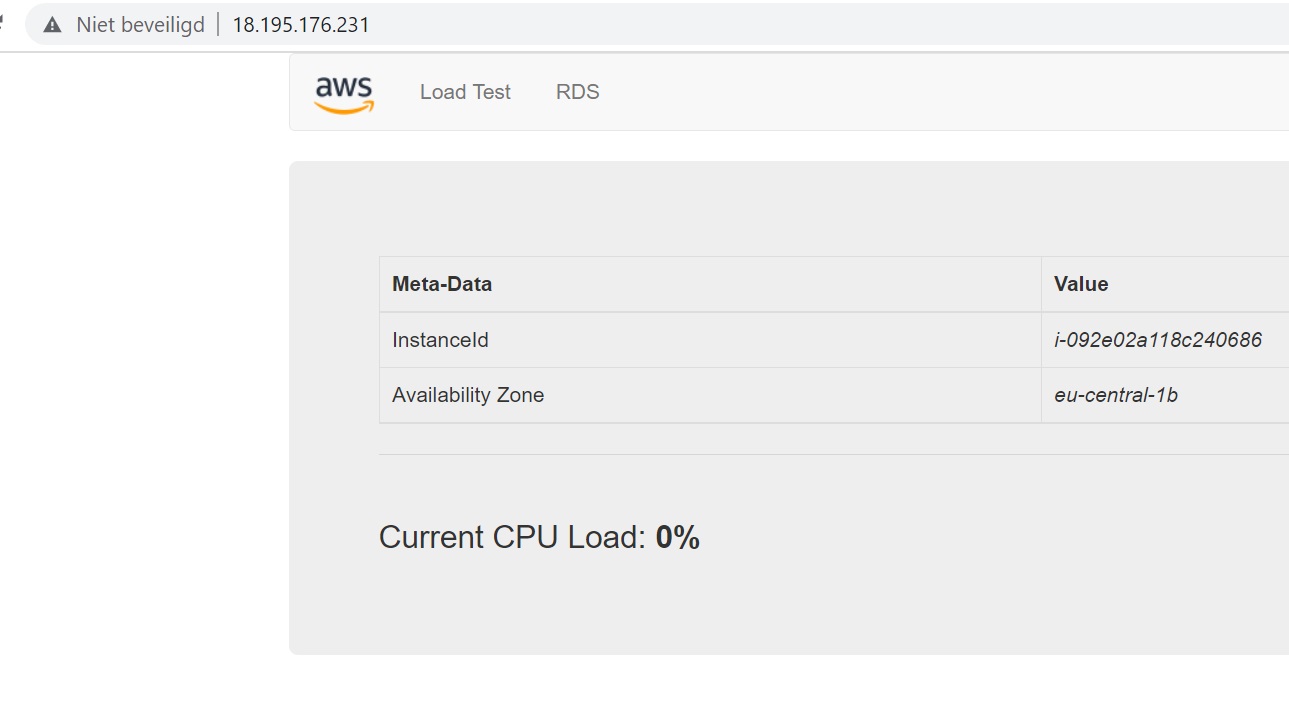 Niet beveiligd 18.195.176.231
aws Load Test RDS
Meta-Data Value
InstanceId i-092e02a118c240686
Availability Zone eu-central-1b
Current CPU Load: 0%